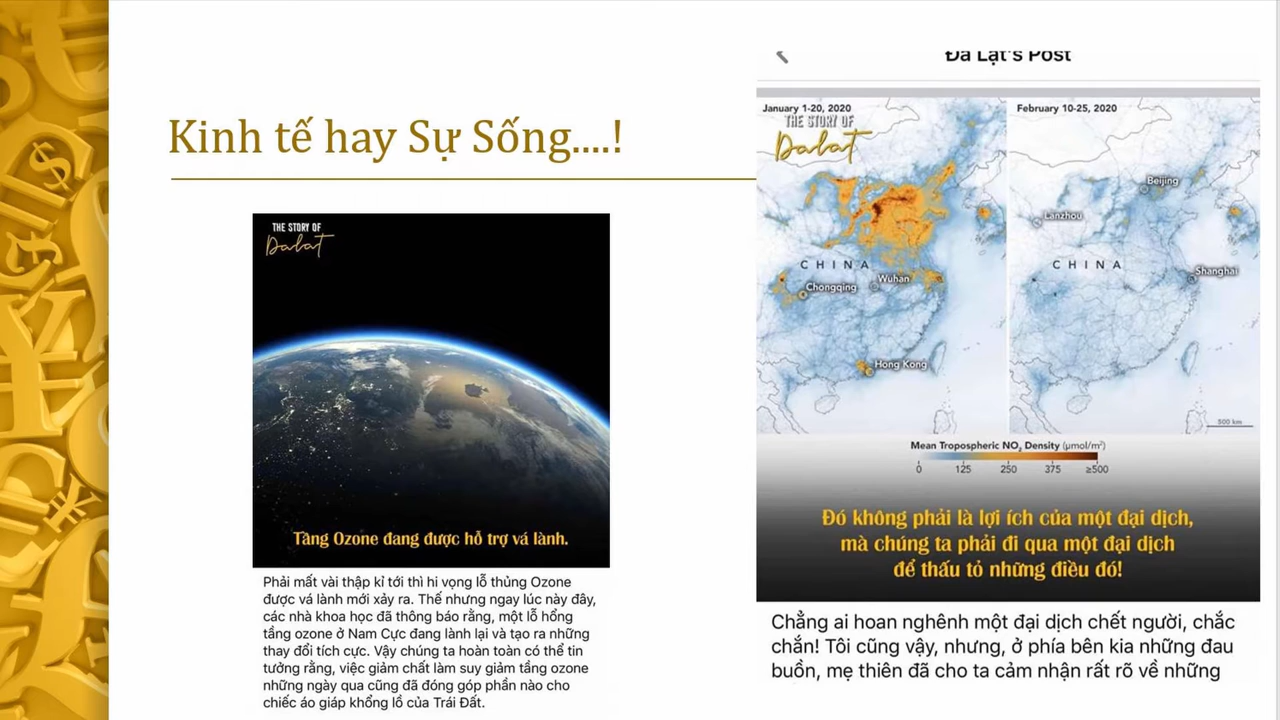 Kinh tế hay Sự Sống....!
THE STORY OF
Dalat
Tầng Ozone đang được hỗ trợ vá lành.
Phải mất vài thập kỉ tới thì hi vọng lỗ thủng Ozone
được vá lành mới xảy ra. Thế nhưng ngay lúc này đây,
các nhà khoa học đã thông báo rằng, một lỗ hổng
tầng ozone ở Nam Cực đang lành lại và tạo ra những
thay đổi tích cực. Vậy chúng ta hoàn toàn có thể tin
tưởng rằng, việc giảm chất làm suy giảm tầng ozone
những ngày qua cũng đã đóng góp phần nào cho
chiếc áo giáp khổng lồ của Trái Đất.
Đà Lạt's Post
January 1-20, 2020
THE STORY OF
Dalat
CHINA
Chongqing
Wuhan
Hong Kong
February 10-25, 2020
Beijing
Lanzhou
CHINA
Shanghai
500 km
Mean Tropospheric NO₂ Density (µmol/m²)
0 125 250 375 ≥500
Đó không phải là lợi ích của một đại dịch,
mà chúng ta phải đi qua một đại dịch
để thấu tỏ những điều đó!
Chẳng ai hoan nghênh một đại dịch chết người, chắc
chắn! Tôi cũng vậy, nhưng, ở phía bên kia những đau
buồn, mẹ thiên đã cho ta cảm nhận rất rõ về những